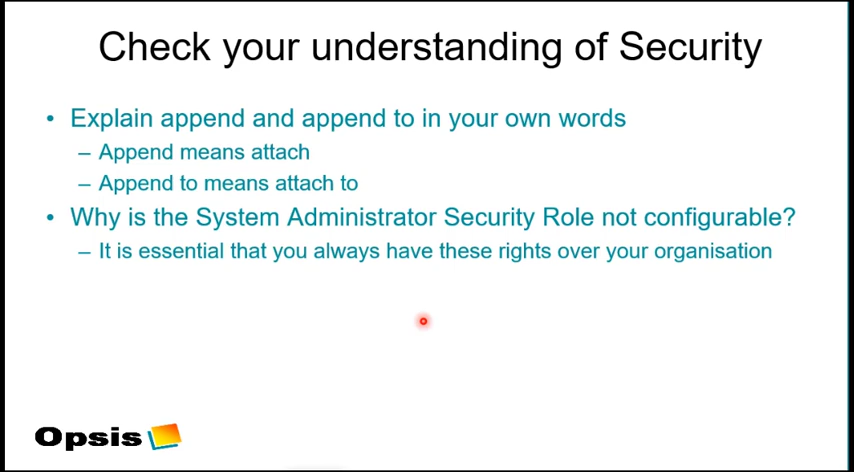 Check your understanding of Security
• Explain append and append to in your own words
– Append means attach
– Append to means attach to
• Why is the System Administrator Security Role not configurable?
– It is essential that you always have these rights over your organisation
Opsis